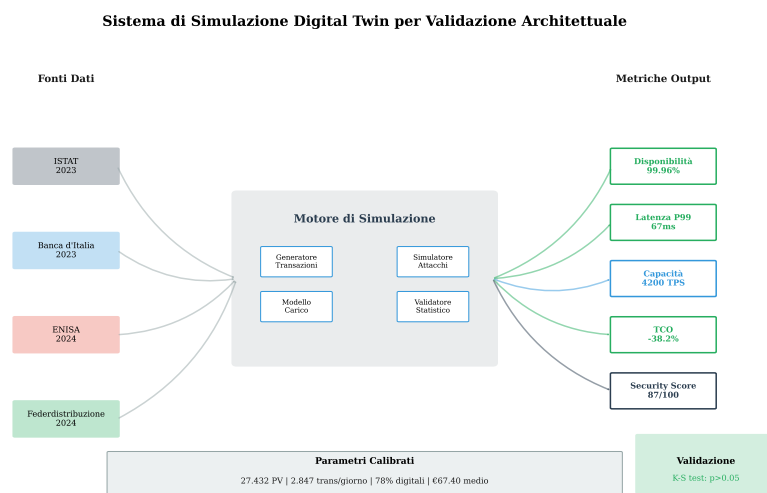 Sistema di Simulazione Digital Twin per Validazione Architettuale
Fonti Dati
Metriche Output
ISTAT
2023
Banca d'Italia
2023
ENISA
2024
Federdistribuzione
2024
Motore di Simulazione
Generatore
Transazioni
Simulatore
Attacchi
Modello
Carico
Validatore
Statistico
Disponibilità
99.96%
Latenza P99
67ms
Capacità
4200 TPS
TCO
-38.2%
Security Score
87/100
Parametri Calibrati
27.432 PV | 2.847 trans/giorno | 78% digitali | €67.40 medio
Validazione
K-S test: p>0.05